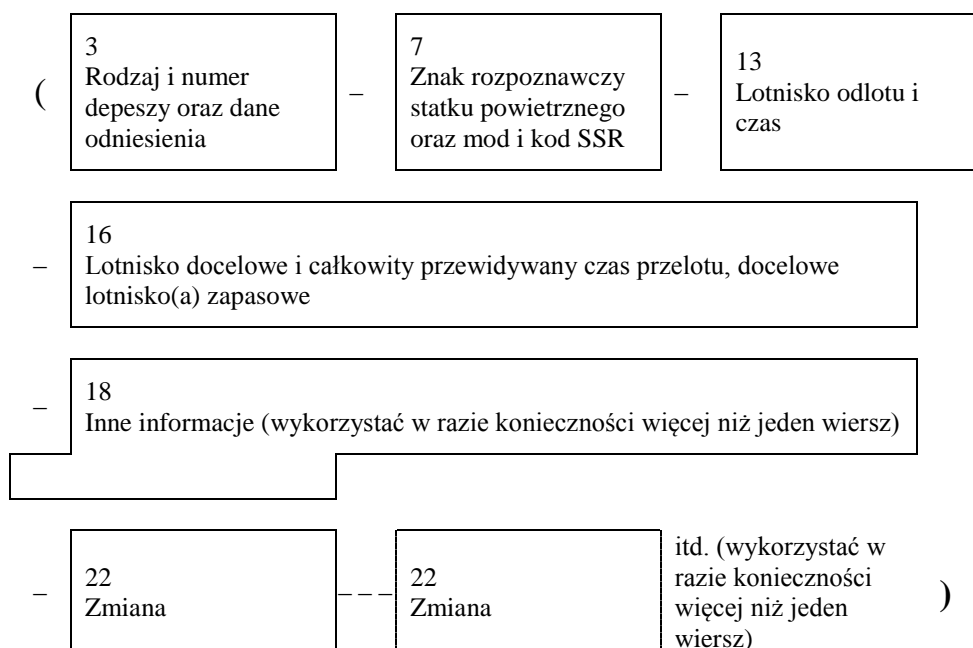 (
3
Rodzaj i numer
depeszy oraz dane
odniesienia
–
7
Znak rozpoznawczy
statku powietrznego
oraz mod i kod SSR
–
13
Lotnisko odlotu i
czas
–
16
Lotnisko docelowe i całkowity przewidywany czas przelotu, docelowe
lotnisko(a) zapasowe
–
18
Inne informacje (wykorzystać w razie konieczności więcej niż jeden wiersz)
–
22
Zmiana
– – –
22
Zmiana
itd. (wykorzystać w
razie konieczności
więcej niż jeden
wiersz)
)